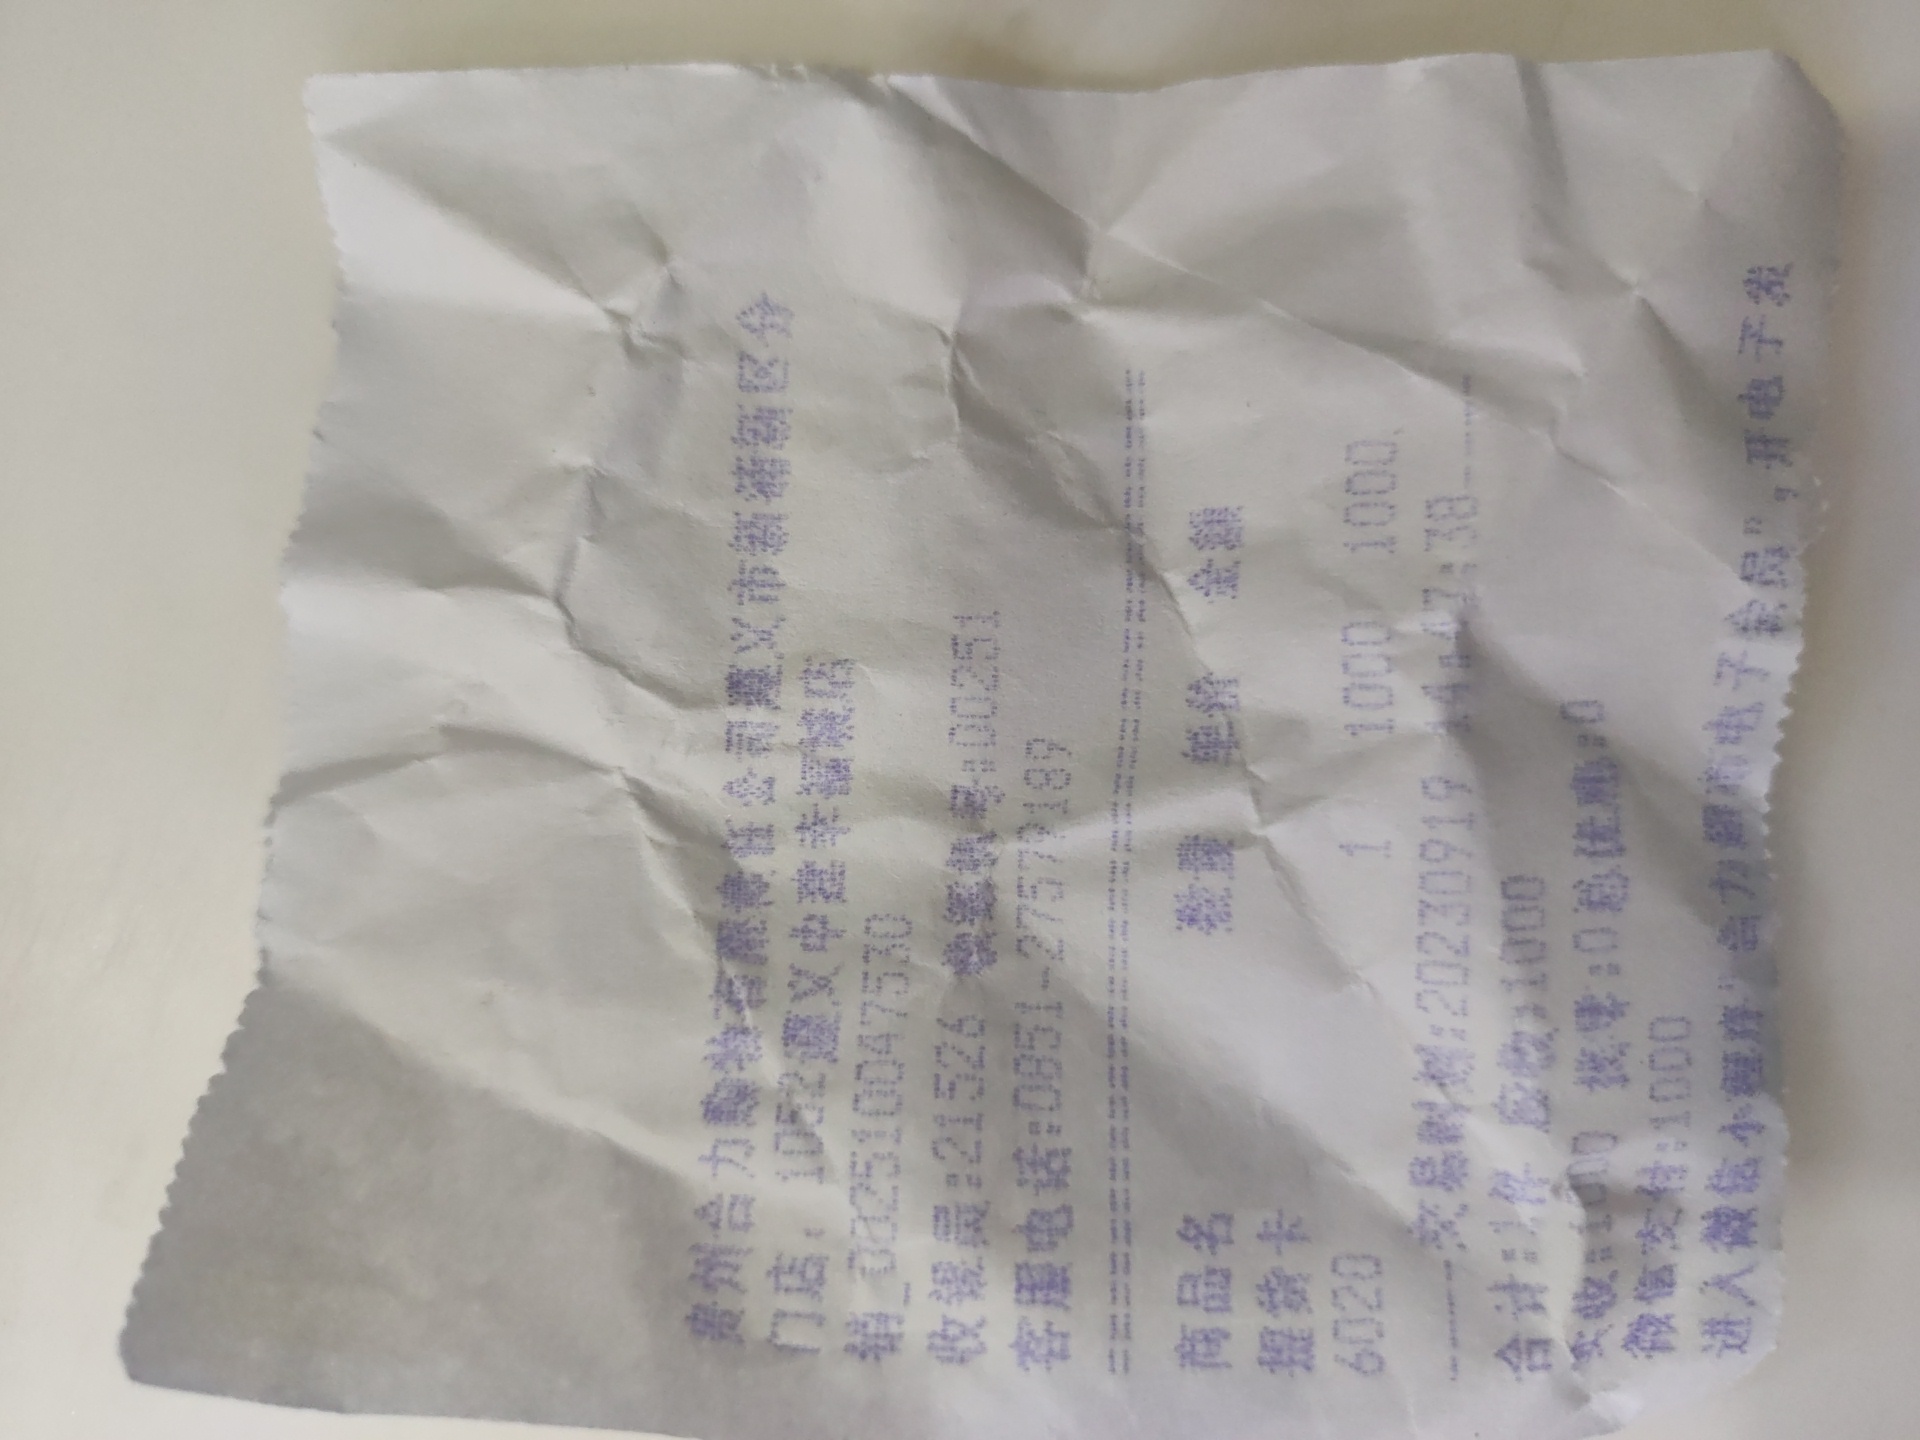 贵州合力购物有限责任公司遵义市新蒲新区分
门店: 1052遵义中建幸福城店
销_0825100047530
收银员:21526 收银机号:00251
客服电话:0851-27579189
================================
商品名 数量 单价 金额
提货卡
6020 1 1000 1000
-----交易时间:20230919 14:47:38-----
合计:1件 应收:1000
实收:1000 找零:0 总优惠:0
微信支付:1000
进入微信小程序"合力超市电子会员",开电子发